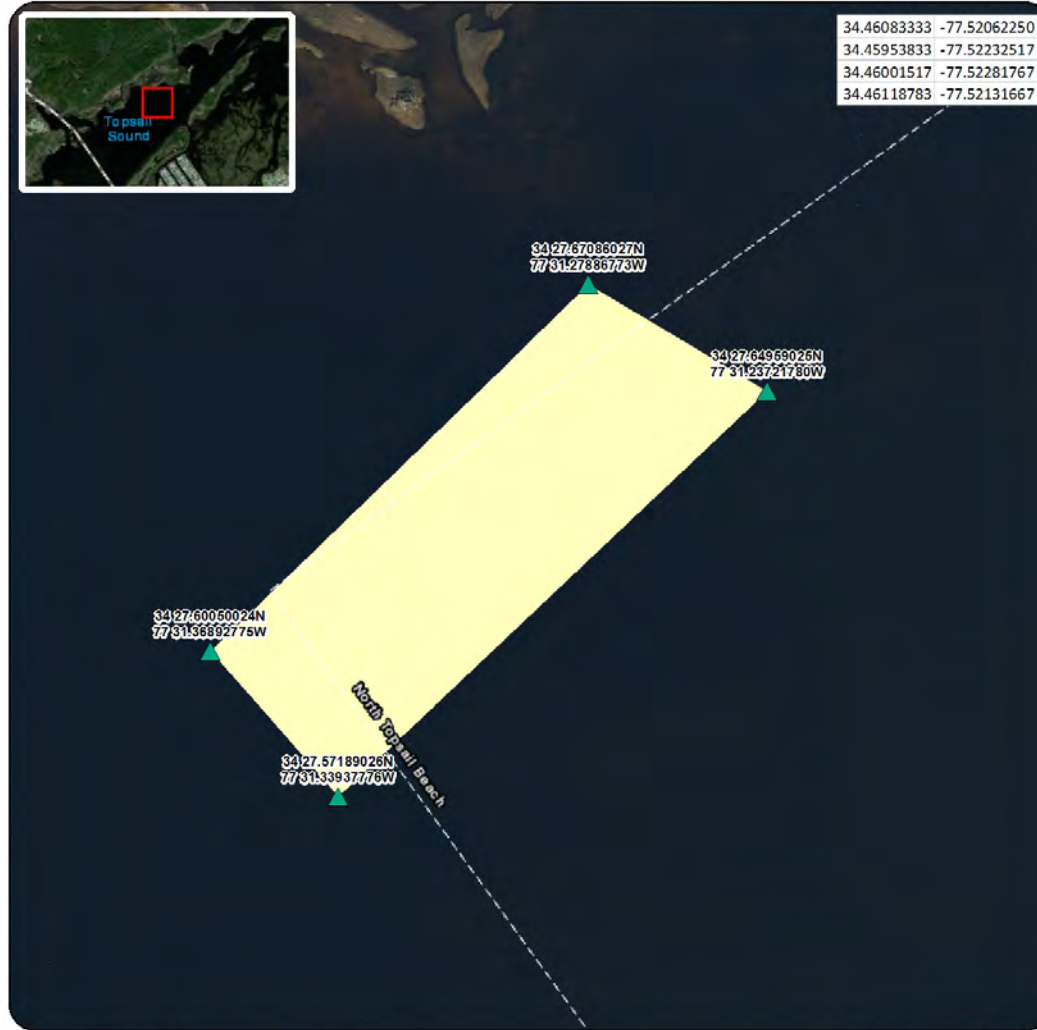 Topsail
Sound
34.46083333 -77.52062250
34.45953833 -77.52232517
34.46001517 -77.52281767
34.46118783 -77.52131667
34 27.67086027N
77 31.27886773W
34 27.64959025N
77 31.23721780W
34 27.60050024N
77 31.36892775W
North Topsail Beach
34 27.57189026N
77 31.33937776W